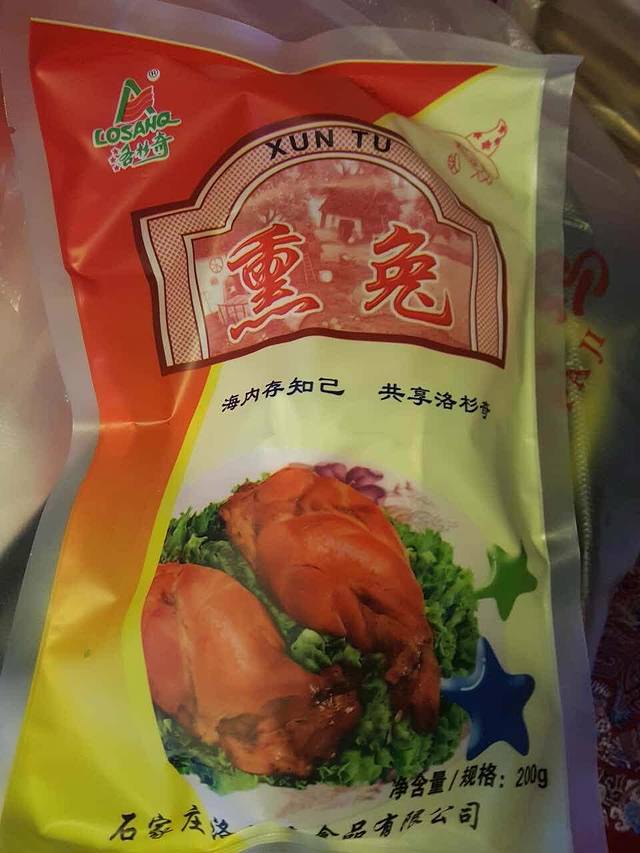 ®
LOSANQ
洛杉奇
XUN TU
熏兔
海内存知己 共享洛杉奇
净含量/规格：200g
石家庄洛 食品有限公司
AJI